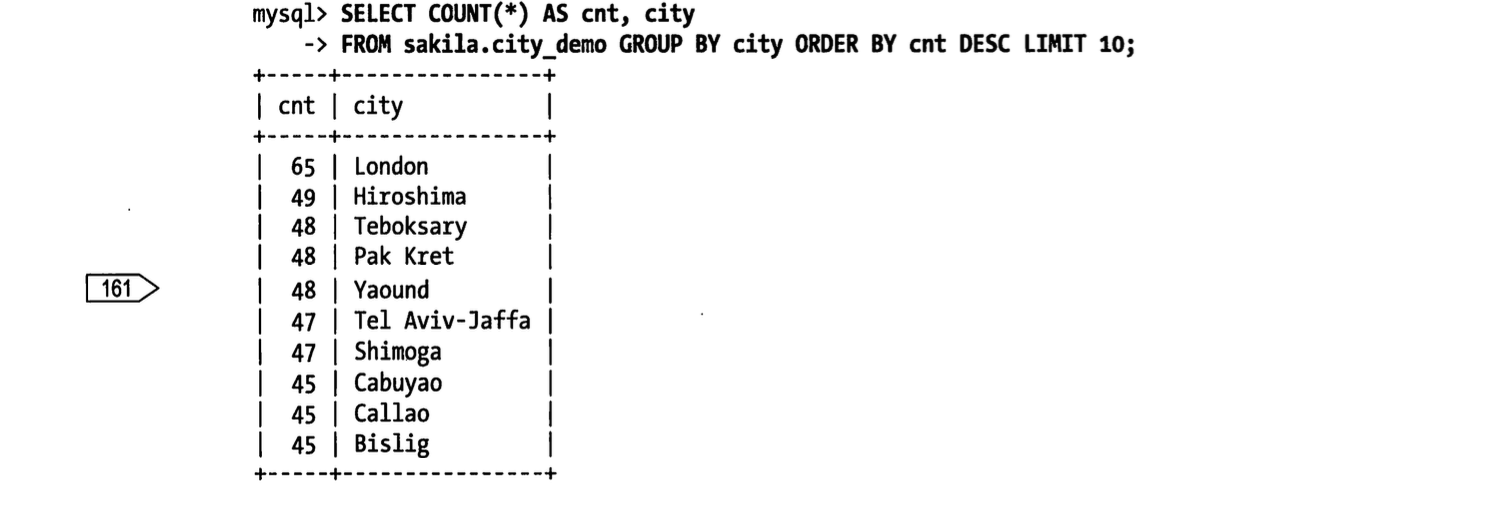 mysql> SELECT COUNT(*) AS cnt, city
    -> FROM sakila.city_demo GROUP BY city ORDER BY cnt DESC LIMIT 10;
+-----+----------------+
| cnt | city           |
+-----+----------------+
|  65 | London         |
|  49 | Hiroshima      |
|  48 | Teboksary      |
|  48 | Pak Kret       |
161
|  48 | Yaound         |
|  47 | Tel Aviv-Jaffa |
|  47 | Shimoga        |
|  45 | Cabuyao        |
|  45 | Callao         |
|  45 | Bislig         |
+-----+----------------+